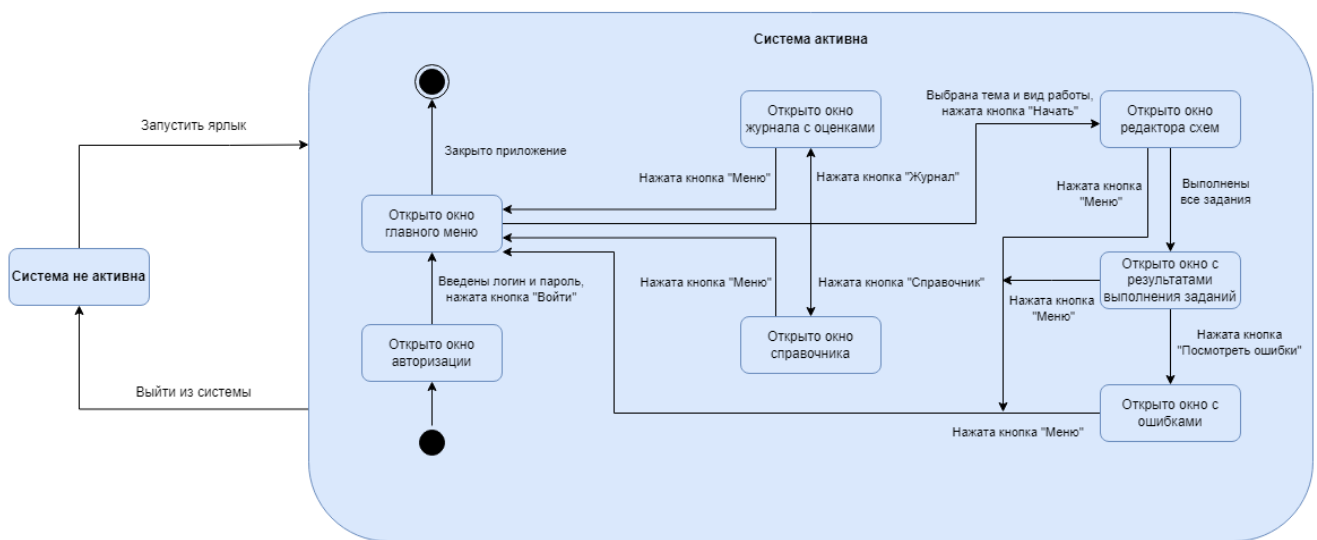 Система активна
Запустить ярлык
Закрыто приложение
Открыто окно
журнала с оценками
Выбрана тема и вид работы,
нажата кнопка "Начать"
Открыто окно
редактора схем
Нажата кнопка "Меню"
Нажата кнопка "Журнал"
Нажата кнопка
"Меню"
Выполнены
все задания
Открыто окно
главного меню
Система не активна
Введены логин и пароль,
нажата кнопка "Войти"
Нажата кнопка "Меню"
Нажата кнопка "Справочник"
Открыто окно с
результатами
выполнения заданий
Нажата кнопка
"Меню"
Открыто окно
авторизации
Открыто окно
справочника
Нажата кнопка
"Посмотреть ошибки"
Выйти из системы
Открыто окно с
ошибками
Нажата кнопка "Меню"